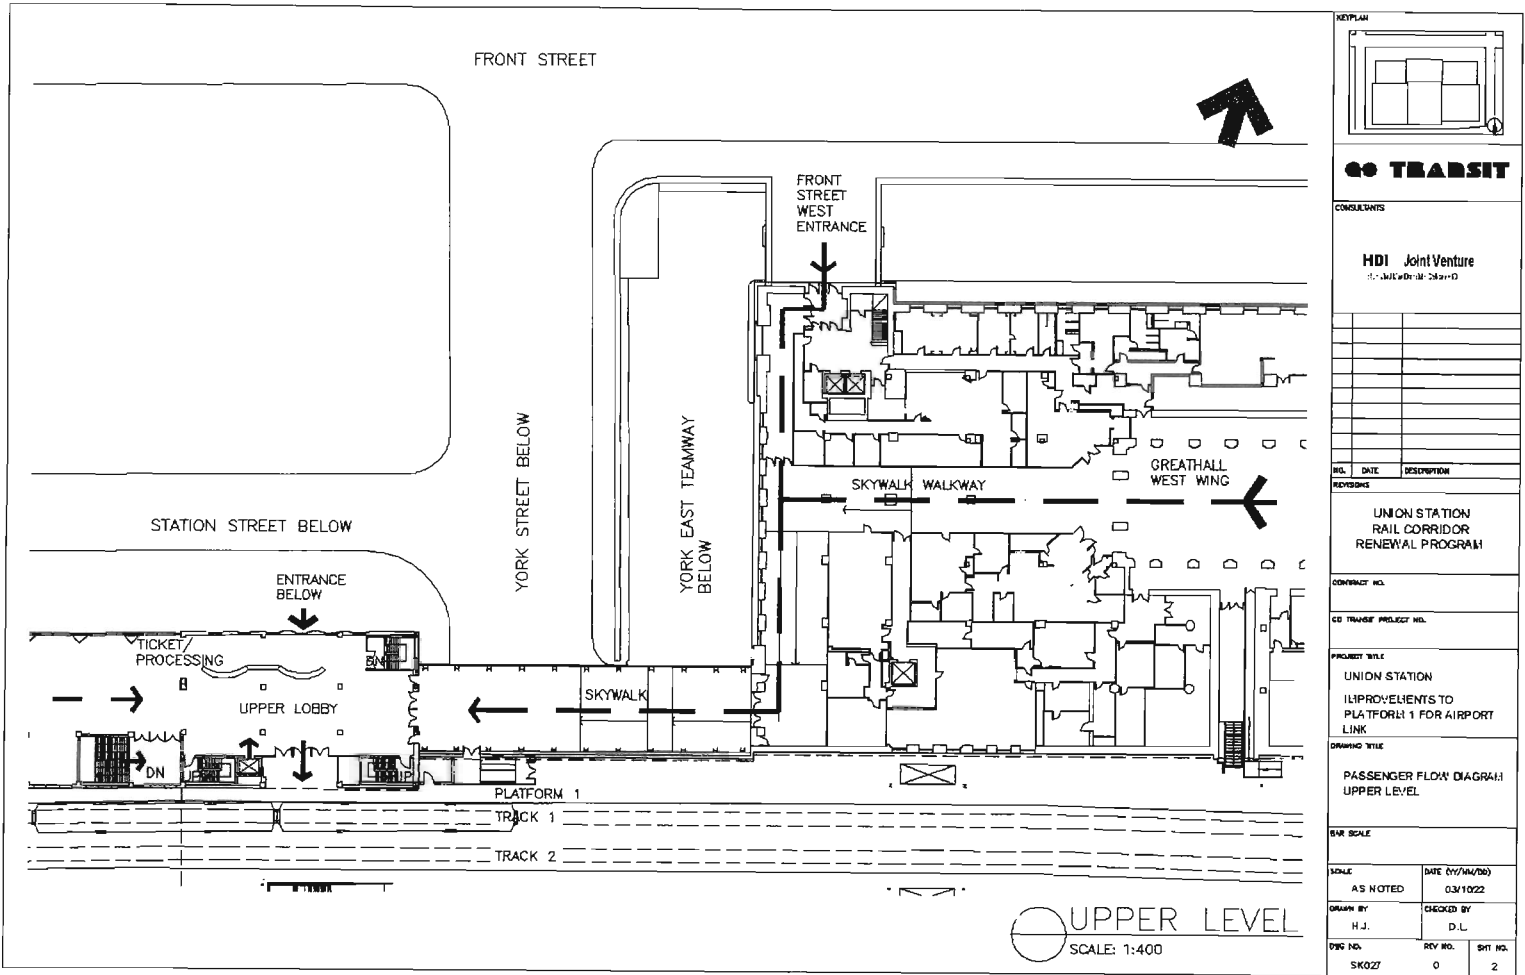 FRONT STREET
FRONT
STREET
WEST
ENTRANCE
YORK STREET BELOW
YORK EAST TEAMWAY
BELOW
SKYWALK WALKWAY
GREATHALL
WEST WING
STATION STREET BELOW
ENTRANCE
BELOW
TICKET/
PROCESSING
DN
UPPER LOBBY
SKYWALK
DN
UP
PLATFORM 1
TRACK 1
TRACK 2
UPPER LEVEL
SCALE: 1:400
KEYPLAN
GO TRANSIT
CONSULTANTS
HDI Joint Venture
NO. DATE DESCRIPTION
REVISIONS
UNION STATION
RAIL CORRIDOR
RENEWAL PROGRAM
CONTRACT NO.
GO TRANSIT PROJECT NO.
PROJECT TITLE
UNION STATION
IMPROVEMENTS TO
PLATFORM 1 FOR AIRPORT
LINK
DRAWING TITLE
PASSENGER FLOW DIAGRAM
UPPER LEVEL
BAR SCALE
SCALE
AS NOTED
DATE (YY/MM/DD)
03/10/22
DRAWN BY
H.J.
CHECKED BY
D.L.
DWG NO.
SK027
REV NO.
0
SHT NO.
2